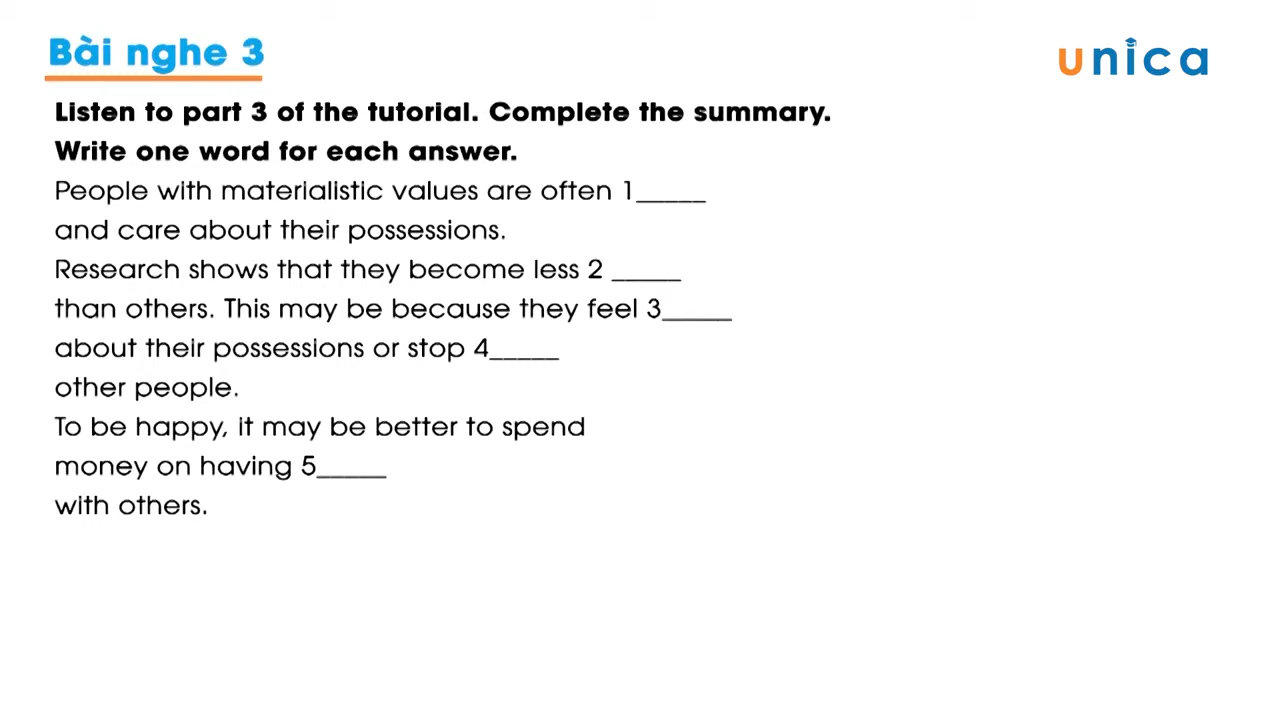 Bài nghe 3
unica
Listen to part 3 of the tutorial. Complete the summary.
Write one word for each answer.
People with materialistic values are often 1_____
and care about their possessions.
Research shows that they become less 2 _____
than others. This may be because they feel 3_____
about their possessions or stop 4_____
other people.
To be happy, it may be better to spend
money on having 5_____
with others.